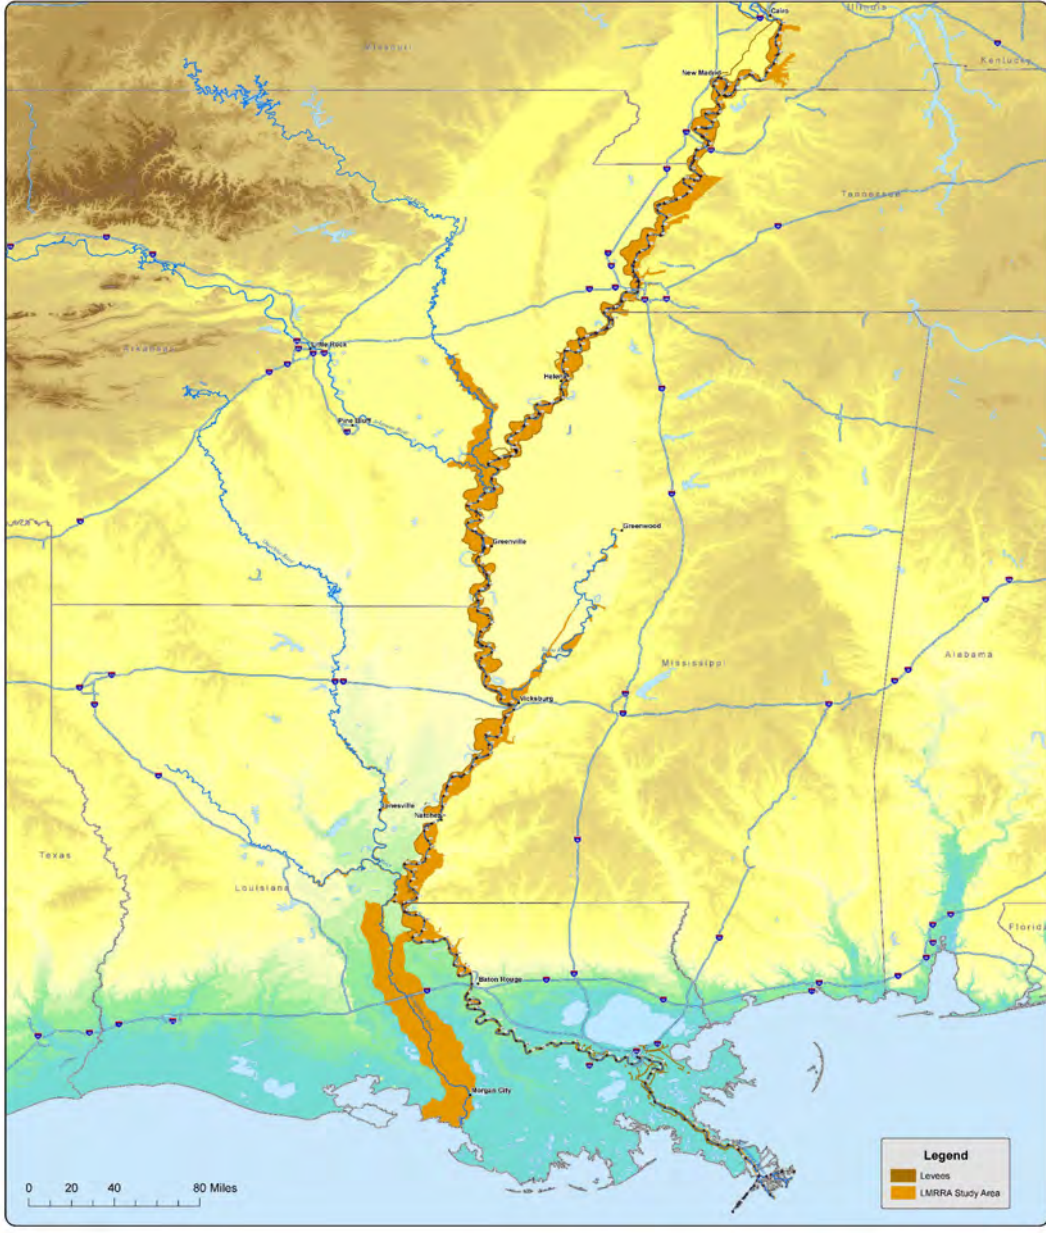 Cairo
Illinois
Missouri
Kentucky
New Madrid
Tennessee
Little Rock
Arkansas
Helena
Pine Bluff
Greenwood
Greenville
Mississippi
Alabama
Vicksburg
Jonesville
Natchez
Texas
Louisiana
Florida
Baton Rouge
Morgan City
Legend
Levees
LMRRA Study Area
0 20 40 80 Miles